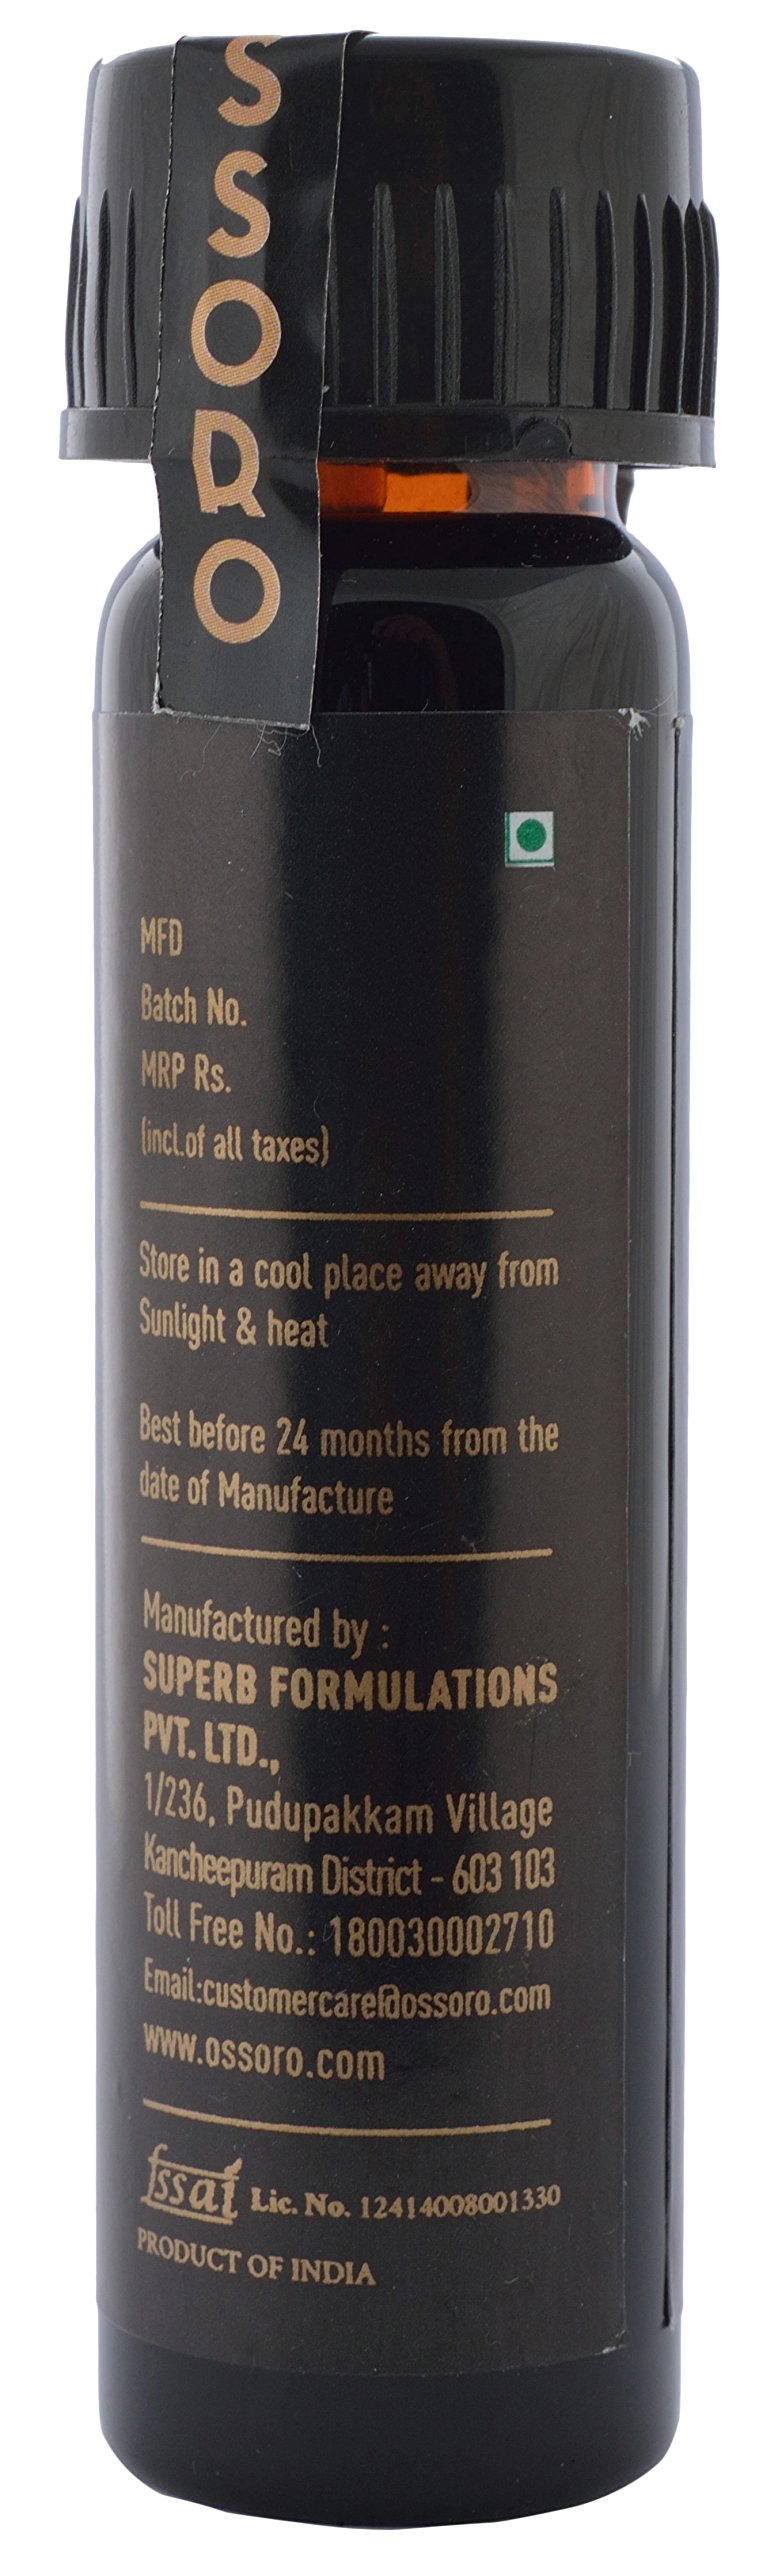 SSORO
MFD
Batch No.
MRP Rs.
(incl.of all taxes)
Store in a cool place away from
Sunlight & heat
Best before 24 months from the
date of Manufacture
Manufactured by :
SUPERB FORMULATIONS
PVT. LTD.,
1/236, Pudupakkam Village
Kancheepuram District - 603 103
Toll Free No.: 180030002710
Email:customercare@ossoro.com
www.ossoro.com
fssai Lic. No. 12414008001330
PRODUCT OF INDIA